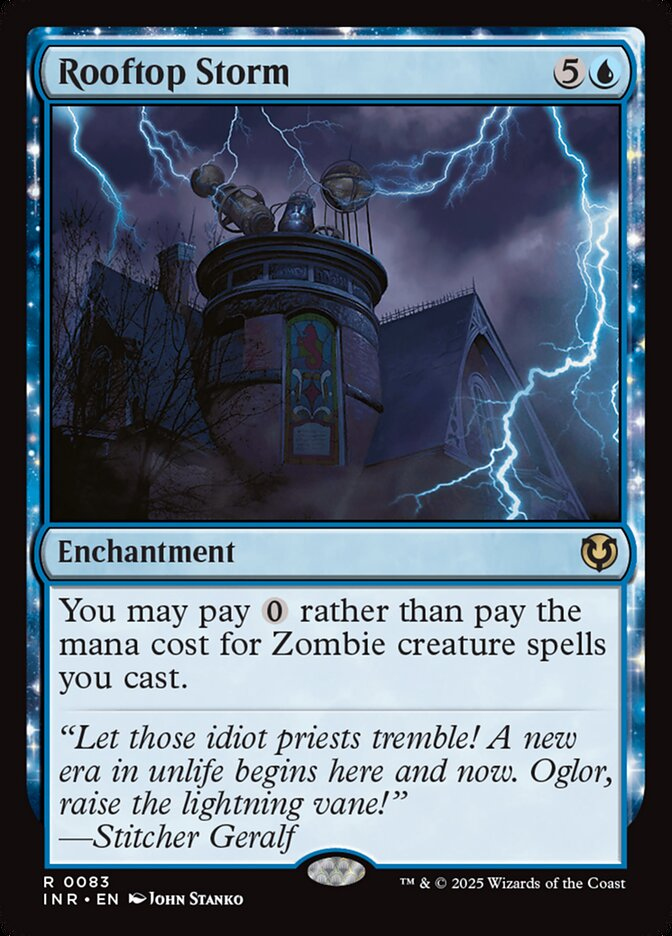 Rooftop Storm 5
Enchantment
You may pay 0 rather than pay the
mana cost for Zombie creature spells
you cast.
“Let those idiot priests tremble! A new
era in unlife begins here and now. Oglor,
raise the lightning vane!”
—Stitcher Geralf
R 0083
INR • EN John Stanko
™ & © 2025 Wizards of the Coast